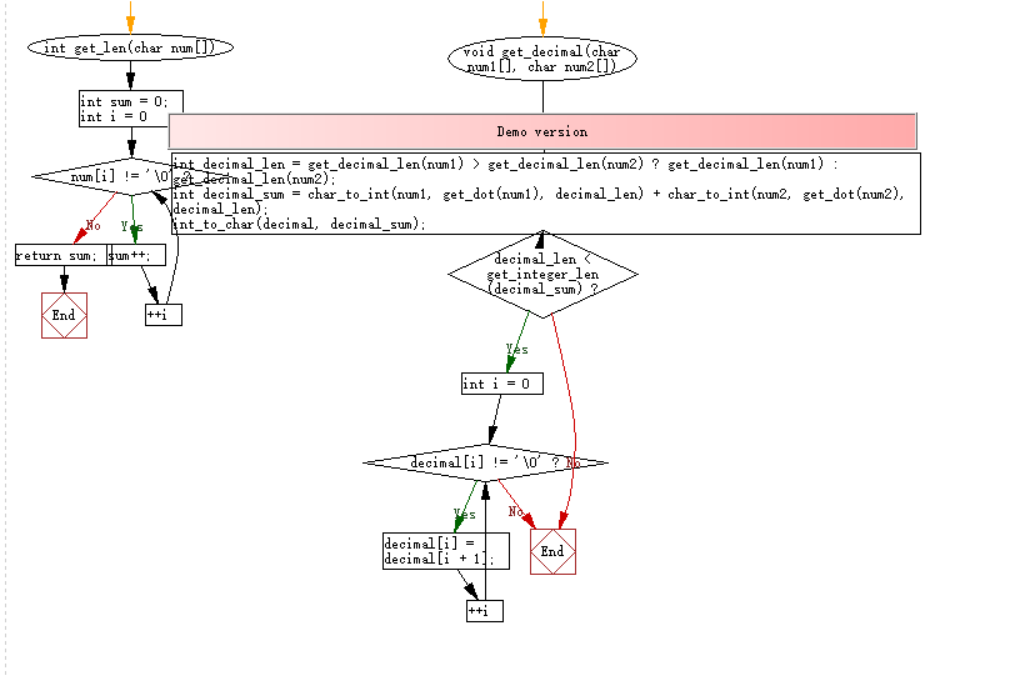 int get_len(char num[])
int sum = 0;
int i = 0
num[i] != '\0' ?
No
Yes
return sum;
sum++;
End
++i
void get_decimal(char
num1[], char num2[])
Demo version
int decimal_len = get_decimal_len(num1) > get_decimal_len(num2) ? get_decimal_len(num1) :
get_decimal_len(num2);
int decimal_sum = char_to_int(num1, get_dot(num1), decimal_len) + char_to_int(num2, get_dot(num2),
decimal_len);
int_to_char(decimal, decimal_sum);
decimal_len <
get_integer_len
(decimal_sum) ?
Yes
int i = 0
decimal[i] != '\0' ?
No
Yes
No
decimal[i] =
decimal[i + 1];
End
++i